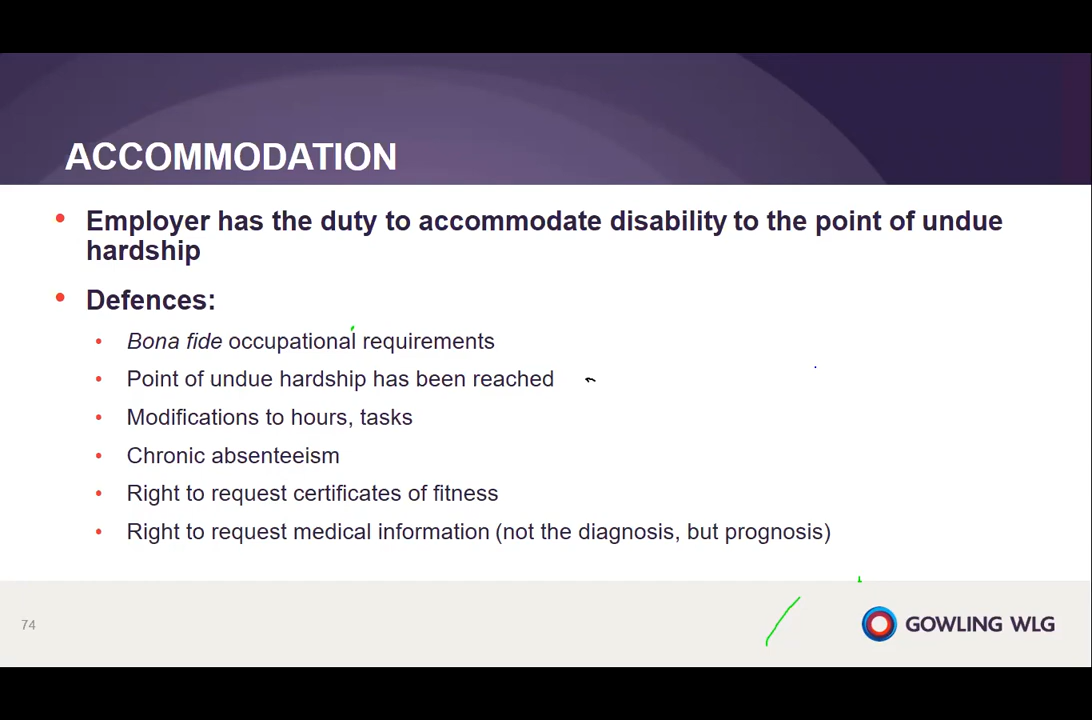 ACCOMMODATION
Employer has the duty to accommodate disability to the point of undue
hardship
Defences:
Bona fide occupational requirements
Point of undue hardship has been reached
Modifications to hours, tasks
Chronic absenteeism
Right to request certificates of fitness
Right to request medical information (not the diagnosis, but prognosis)
74
GOWLING WLG